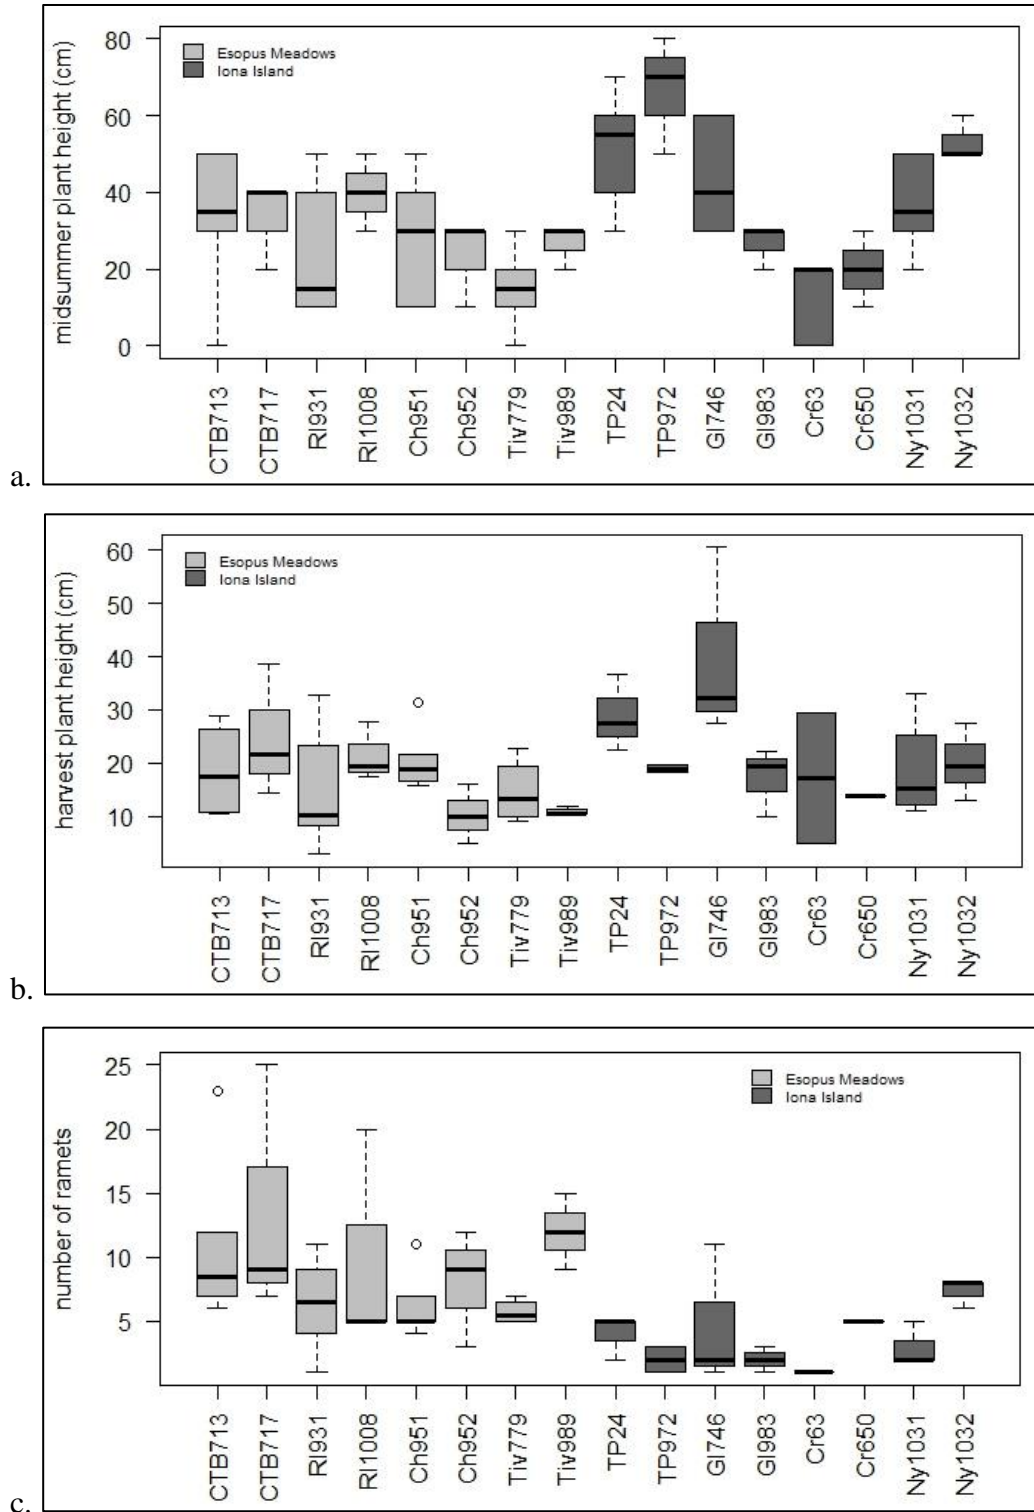 midsummer plant height (cm)
80
60
40
20
0
Esopus Meadows
Iona Island
CTB713
CTB717
RI931
RI1008
Ch951
Ch952
Tiv779
Tiv989
TP24
TP972
GI746
GI983
Cr63
Cr650
Ny1031
Ny1032
a.
harvest plant height (cm)
60
50
40
30
20
10
Esopus Meadows
Iona Island
CTB713
CTB717
RI931
RI1008
Ch951
Ch952
Tiv779
Tiv989
TP24
TP972
GI746
GI983
Cr63
Cr650
Ny1031
Ny1032
b.
number of ramets
25
20
15
10
5
Esopus Meadows
Iona Island
CTB713
CTB717
RI931
RI1008
Ch951
Ch952
Tiv779
Tiv989
TP24
TP972
GI746
GI983
Cr63
Cr650
Ny1031
Ny1032
c.